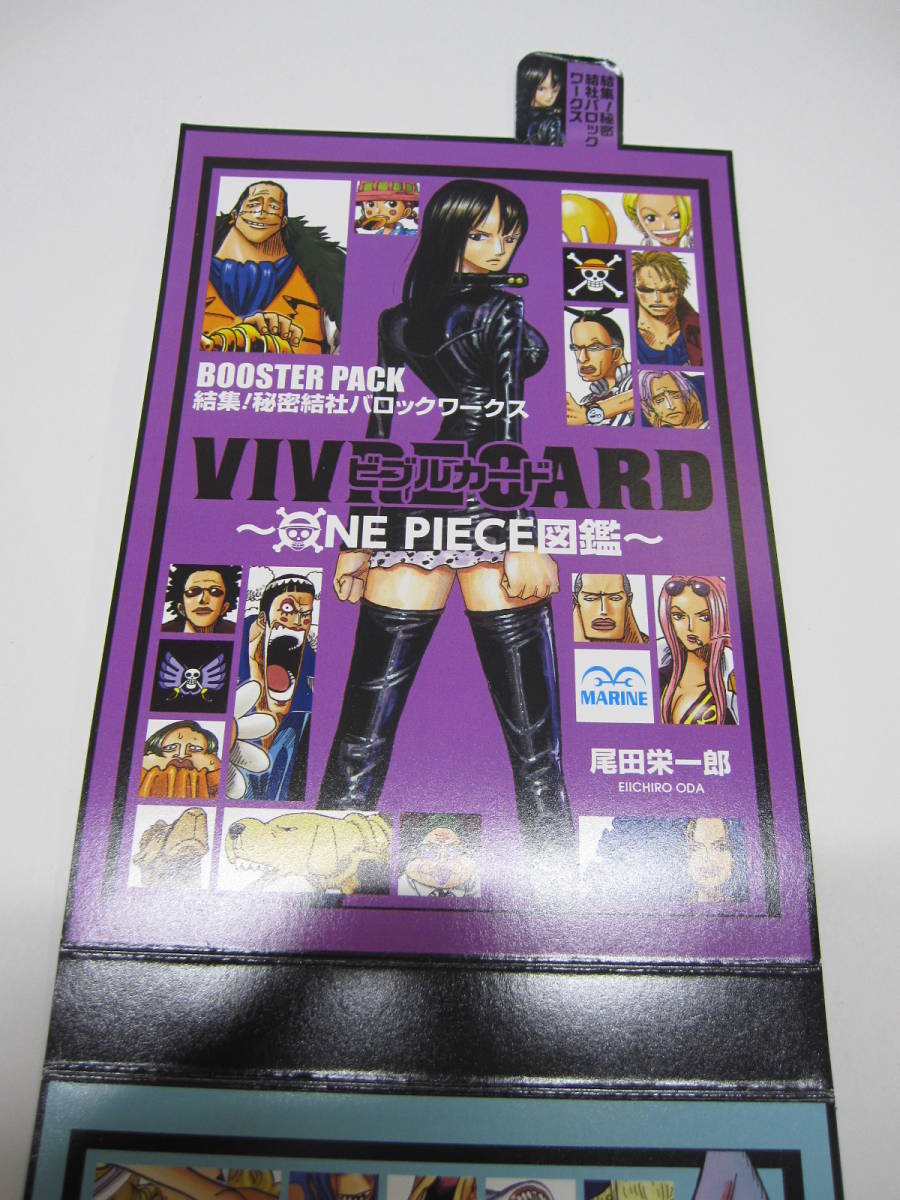 結集！秘密
結社バロック
ワークス
BOOSTER PACK
結集！秘密結社バロックワークス
VIVRE CARD
ビブルカード
～ONE PIECE図鑑～
MARINE
尾田栄一郎
EIICHIRO ODA